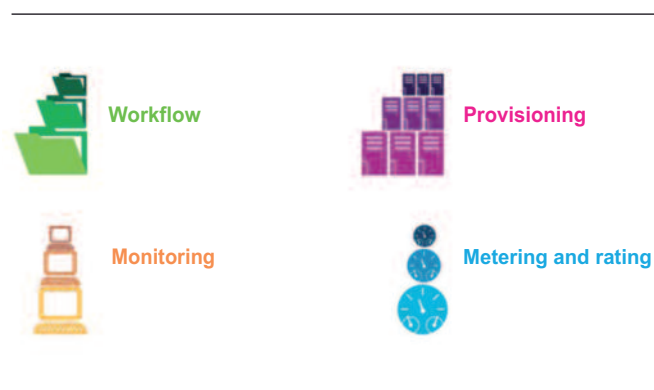 Workflow
Provisioning
Monitoring
Metering and rating